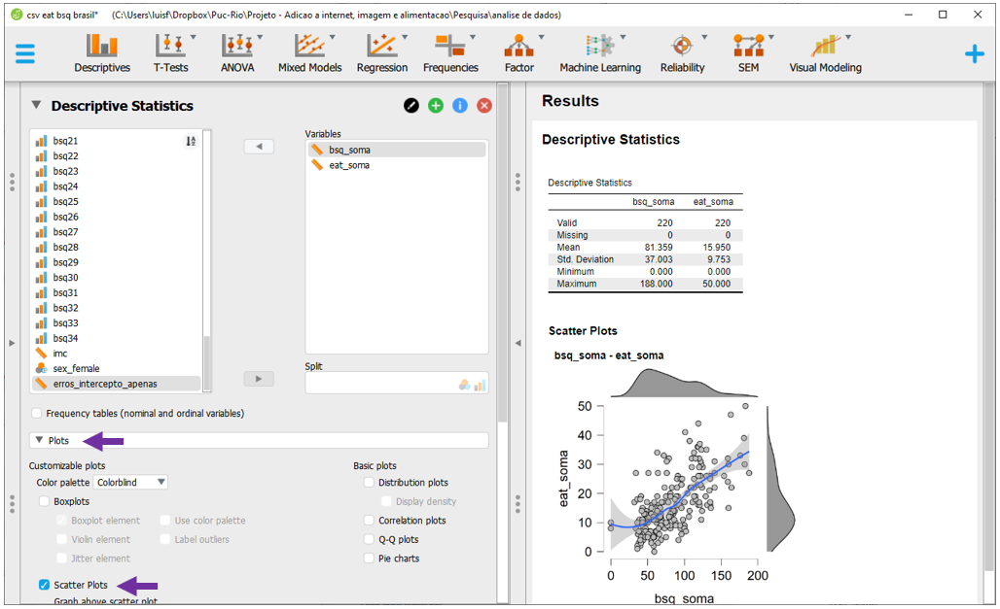 csv eat bsq brasil* (C:\Users\luisf\Dropbox\Puc-Rio\Projeto - Adicao a internet, imagem e alimentacao\Pesquisa\analise de dados)
Descriptives T-Tests ANOVA Mixed Models Regression Frequencies Factor Machine Learning Reliability SEM Visual Modeling
Descriptive Statistics
bsq21
bsq22
bsq23
bsq24
bsq25
bsq26
bsq27
bsq28
bsq29
bsq30
bsq31
bsq32
bsq33
bsq34
imc
sex_female
erros_intercepto_apenas
Variables
bsq_soma
eat_soma
Split
Frequency tables (nominal and ordinal variables)
Plots
Customizable plots
Color palette Colorblind
Boxplots
Boxplot element Use color palette
Violin element Label outliers
Jitter element
Scatter Plots
Graph above scatter plot
Basic plots
Distribution plots
Display density
Correlation plots
Q-Q plots
Pie charts
Results
Descriptive Statistics
Descriptive Statistics
bsq_soma eat_soma
Valid 220 220
Missing 0 0
Mean 81.359 15.950
Std. Deviation 37.003 9.753
Minimum 0.000 0.000
Maximum 188.000 50.000
Scatter Plots
bsq_soma - eat_soma
50
40
30
20
10
0
eat_soma
0 50 100 150 200
bsq_soma